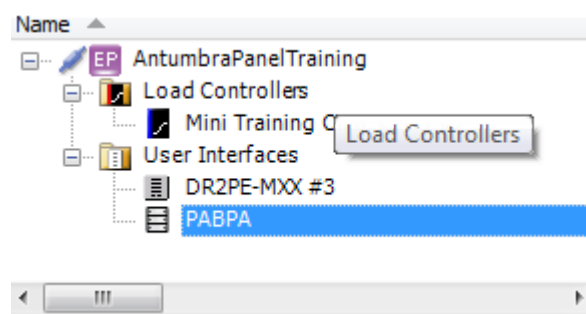 Name
EP AntumbraPanelTraining
Load Controllers
Mini Training
Load Controllers
User Interfaces
DR2PE-MXX #3
PABPA